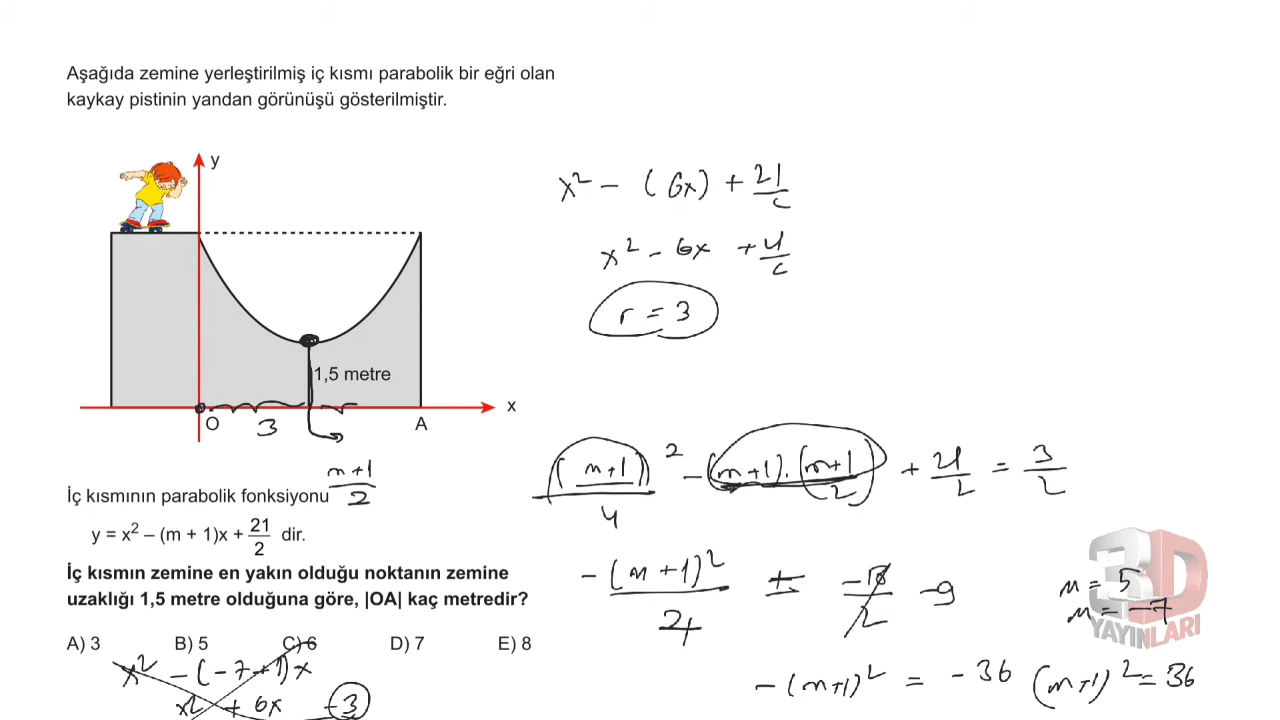 Aşağıda zemine yerleştirilmiş iç kısmı parabolik bir eğri olan
kaykay pistinin yandan görünüşü gösterilmiştir.
y
1,5 metre
x
O
A
3
m+1
2
İç kısmının parabolik fonksiyonu
y = x² – (m + 1)x + 21/2 dir.
İç kısmın zemine en yakın olduğu noktanın zemine
uzaklığı 1,5 metre olduğuna göre, |OA| kaç metredir?
A) 3 B) 5 C) 6 D) 7 E) 8
x² - (-7+1)x
x² + 6x -3
x² - (6x) + 21/2
x² - 6x + 21/2
r = 3
(m+1)²/4 - (m+1).(m+1/2) + 21/2 = 3/2
-(m+1)²/4 = -18/2 -9
m = 5
m = -7
-(m+1)² = -36 (m+1)² = 36
3D
YAYINLARI